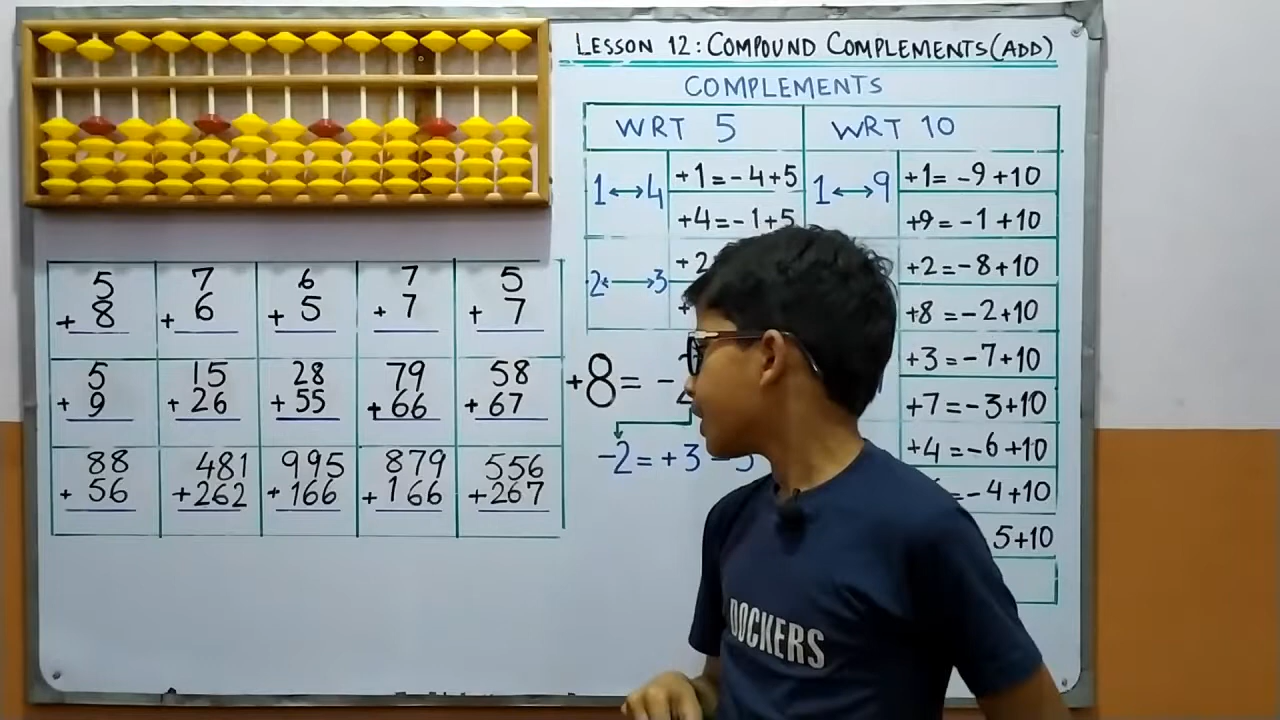 LESSON 12: COMPOUND COMPLEMENTS(ADD)
COMPLEMENTS
WRT 5
WRT 10
1↔4
+1=-4+5
+4=-1+5
2↔3
+2
+
1↔9
+1=-9+10
+9=-1+10
+2=-8+10
+8=-2+10
+3=-7+10
+7=-3+10
+4=-6+10
=-4+10
5+10
+8=-
-2=+3-5
5 7 6 7 5
+8 +6 +5 +7 +7
5 15 28 79 58
+9 +26 +55 +66 +67
88 481 995 879 556
+56 +262 +166 +166 +267
DOCKERS